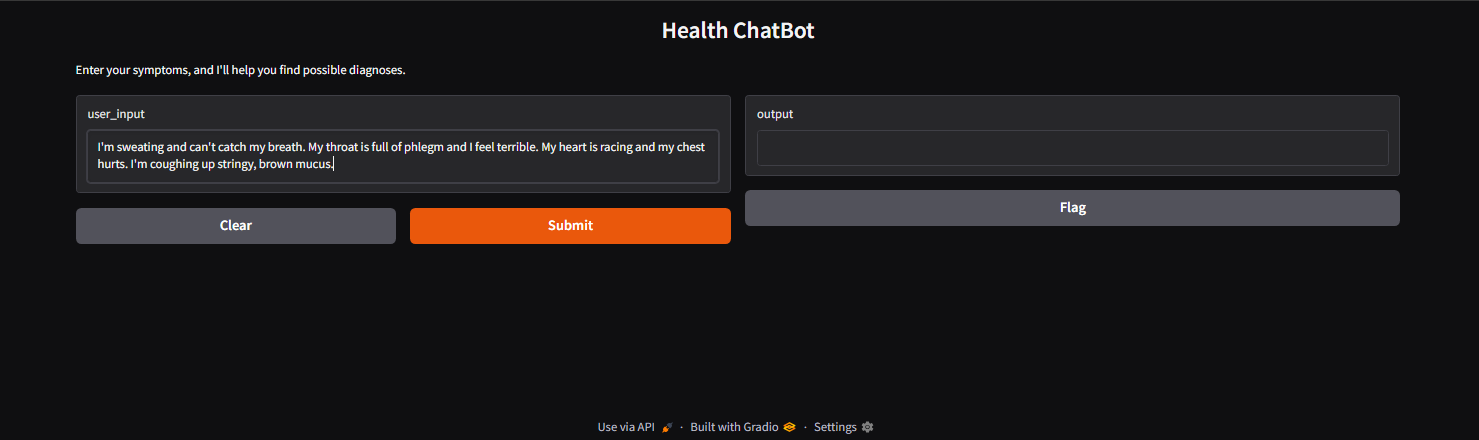 Health ChatBot
Enter your symptoms, and I'll help you find possible diagnoses.
user_input
I'm sweating and can't catch my breath. My throat is full of phlegm and I feel terrible. My heart is racing and my chest
hurts. I'm coughing up stringy, brown mucus.
Clear
Submit
output
Flag
Use via API · Built with Gradio · Settings